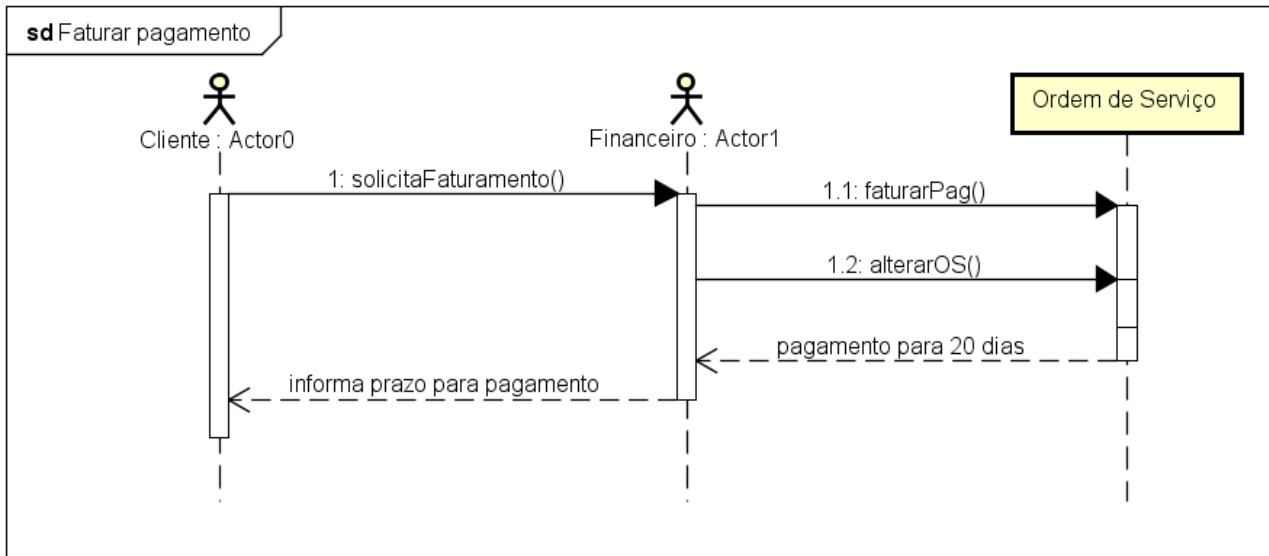 sd Faturar pagamento
Cliente : Actor0
Financeiro : Actor1
Ordem de Serviço
1: solicitaFaturamento()
1.1: faturarPag()
1.2: alterarOS()
pagamento para 20 dias
informa prazo para pagamento